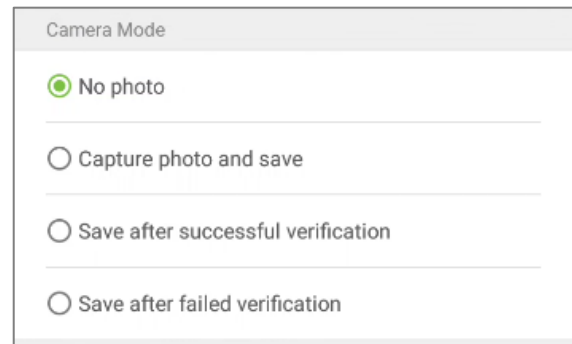 Camera Mode
No photo
Capture photo and save
Save after successful verification
Save after failed verification